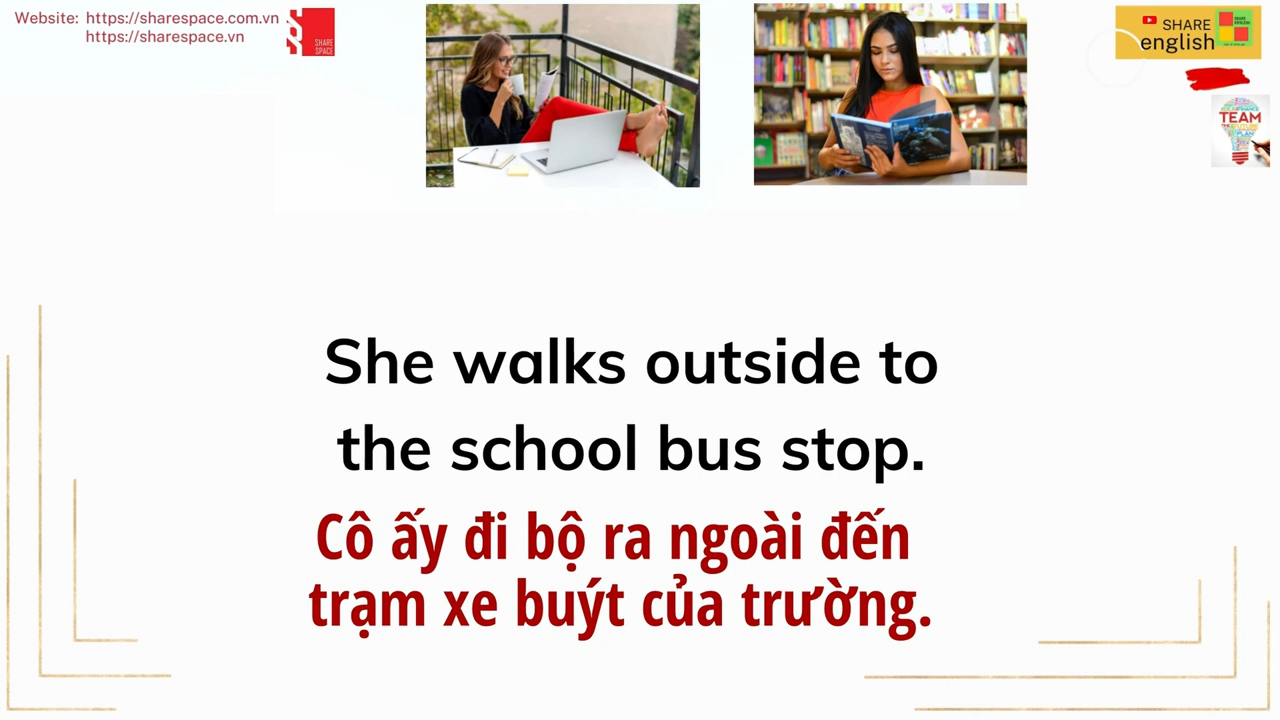 Website: https://sharespace.com.vn
https://sharespace.vn
SHARE
SPACE
SHARE
english
TEAM
PLAN
She walks outside to
the school bus stop.
Cô ấy đi bộ ra ngoài đến
trạm xe buýt của trường.